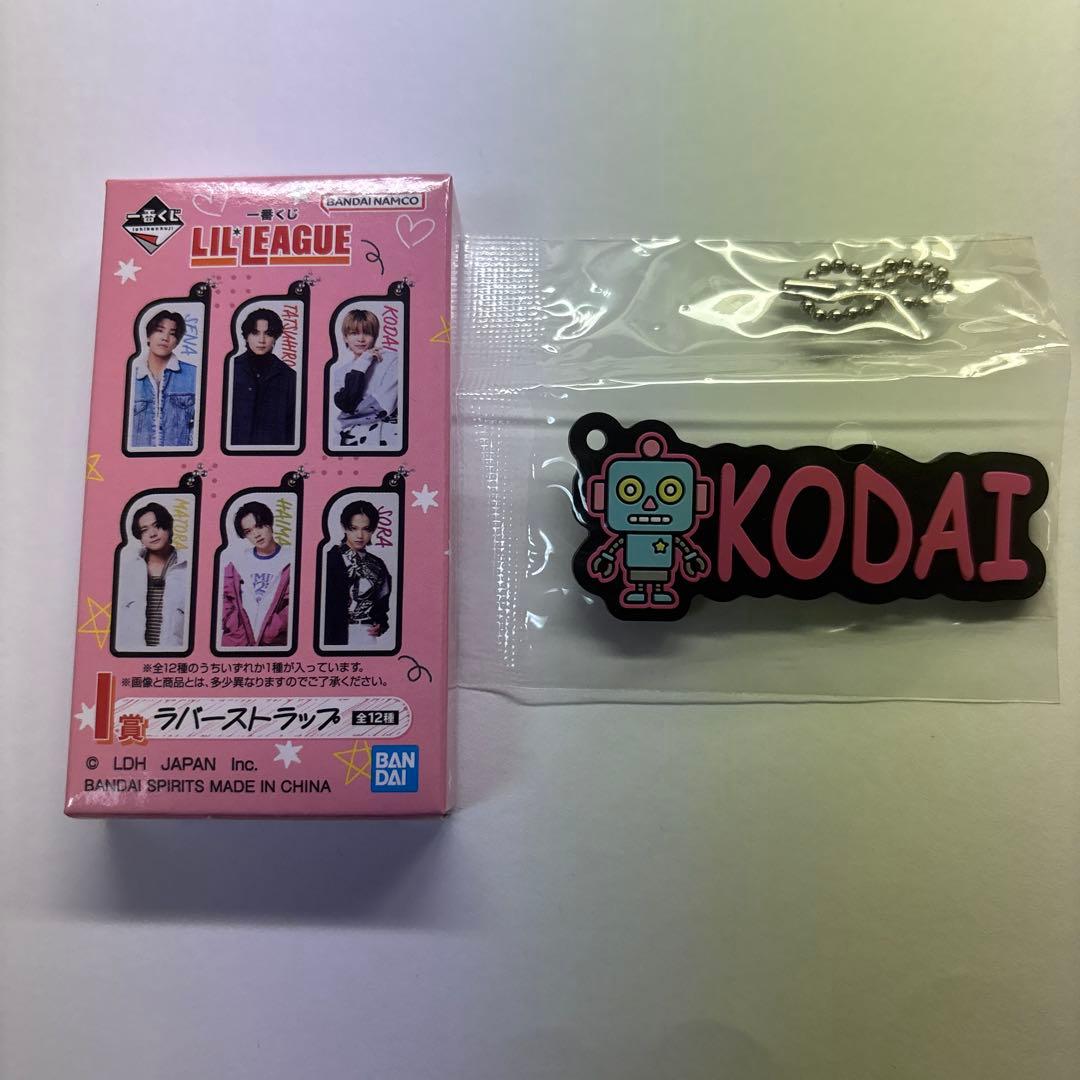 BANDAI NAMCO
一番くじ
ichibankuji
一番くじ
LIL LEAGUE
SENA
TATSUHIRO
KODAI
MATORA
HAIMA
SORA
※全12種のうちいずれか1種が入っています。
※画像と商品とは、多少異なりますのでご了承ください。
I賞 ラバーストラップ 全12種
© LDH JAPAN Inc.
BANDAI SPIRITS MADE IN CHINA
BAN
DAI
KODAI